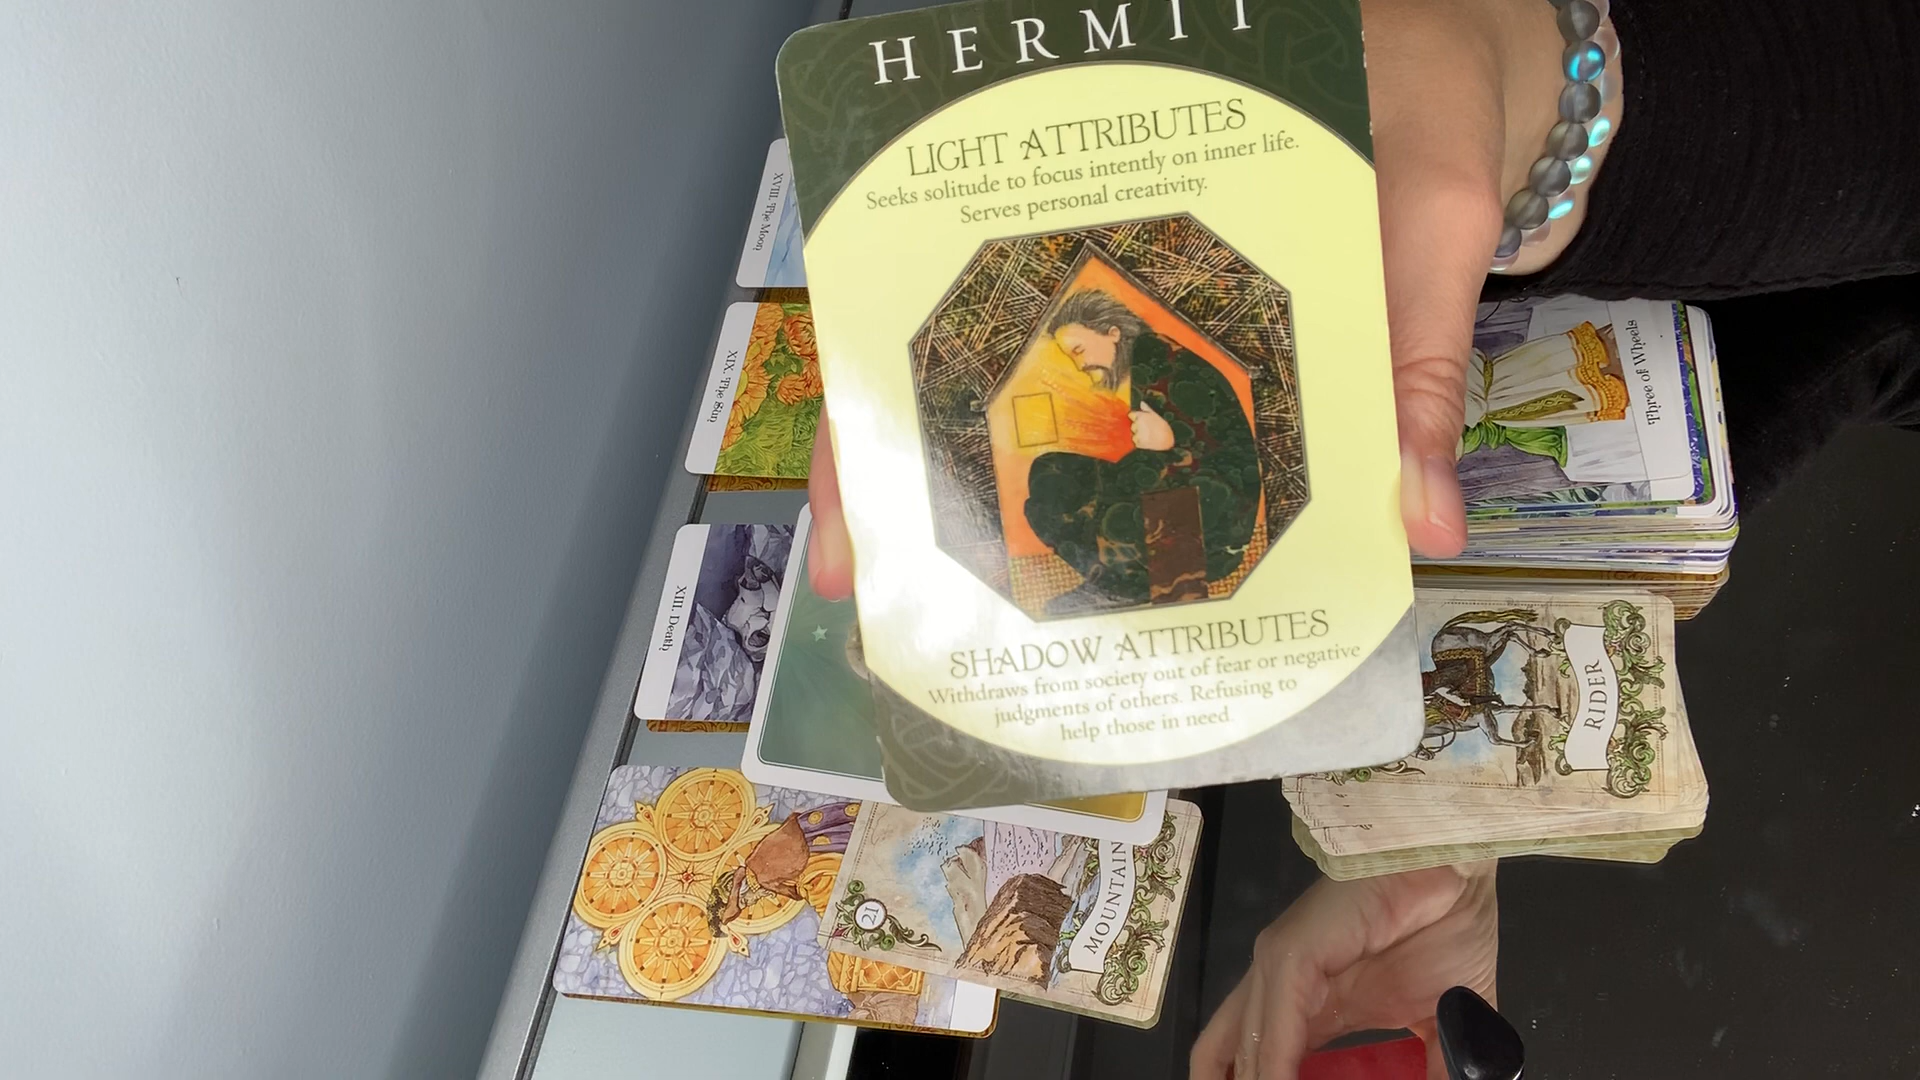 HERMIT
LIGHT ATTRIBUTES
Seeks solitude to focus intently on inner life.
Serves personal creativity.
SHADOW ATTRIBUTES
Withdraws from society out of fear or negative
judgments of others. Refusing to
help those in need.
XVIII. The Moon
XIX. The Sun
XIII. Death
21
MOUNTAIN
Three of Wheels
RIDER